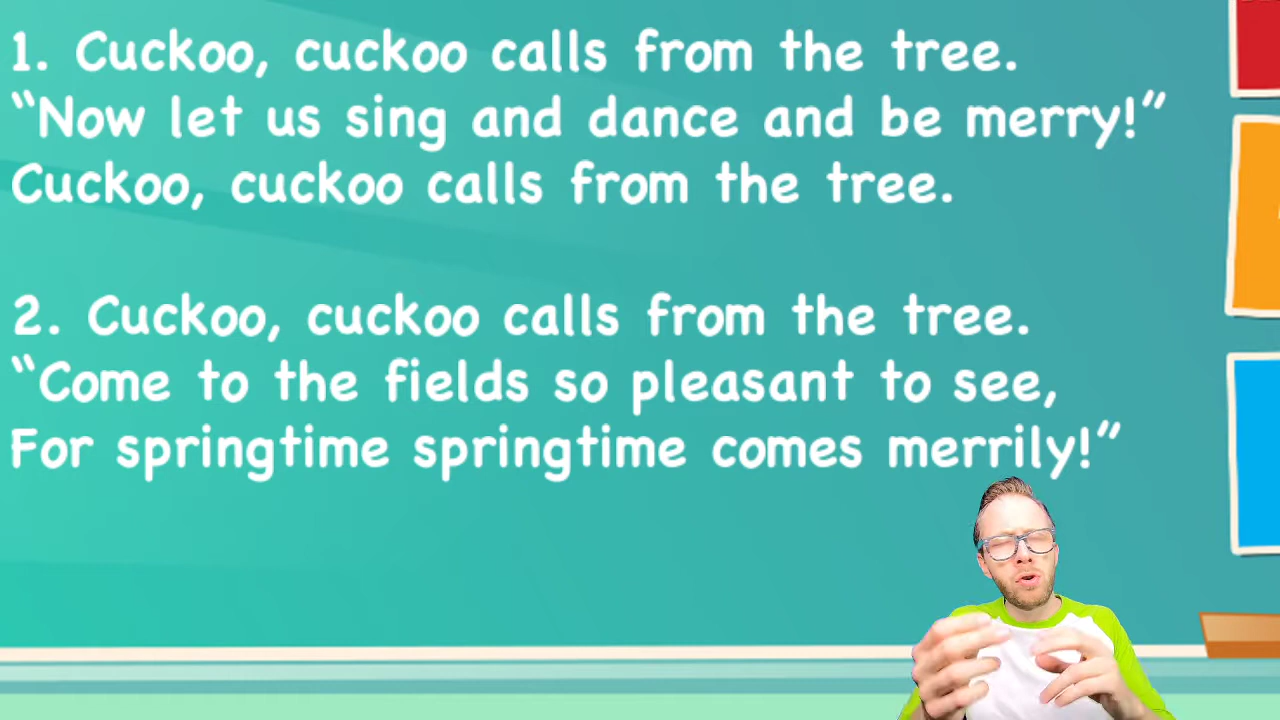 1. Cuckoo, cuckoo calls from the tree.
“Now let us sing and dance and be merry!”
Cuckoo, cuckoo calls from the tree.
2. Cuckoo, cuckoo calls from the tree.
“Come to the fields so pleasant to see,
For springtime springtime comes merrily!”